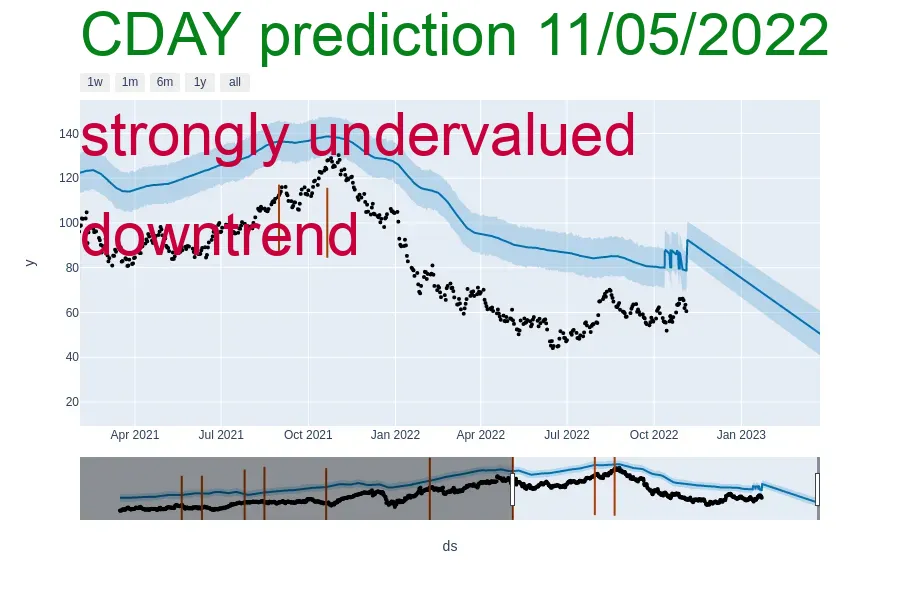 CDAY prediction 11/05/2022
1w 1m 6m 1y all
strongly undervalued
downtrend
140
120
100
80
60
40
20
y
Apr 2021 Jul 2021 Oct 2021 Jan 2022 Apr 2022 Jul 2022 Oct 2022 Jan 2023
ds